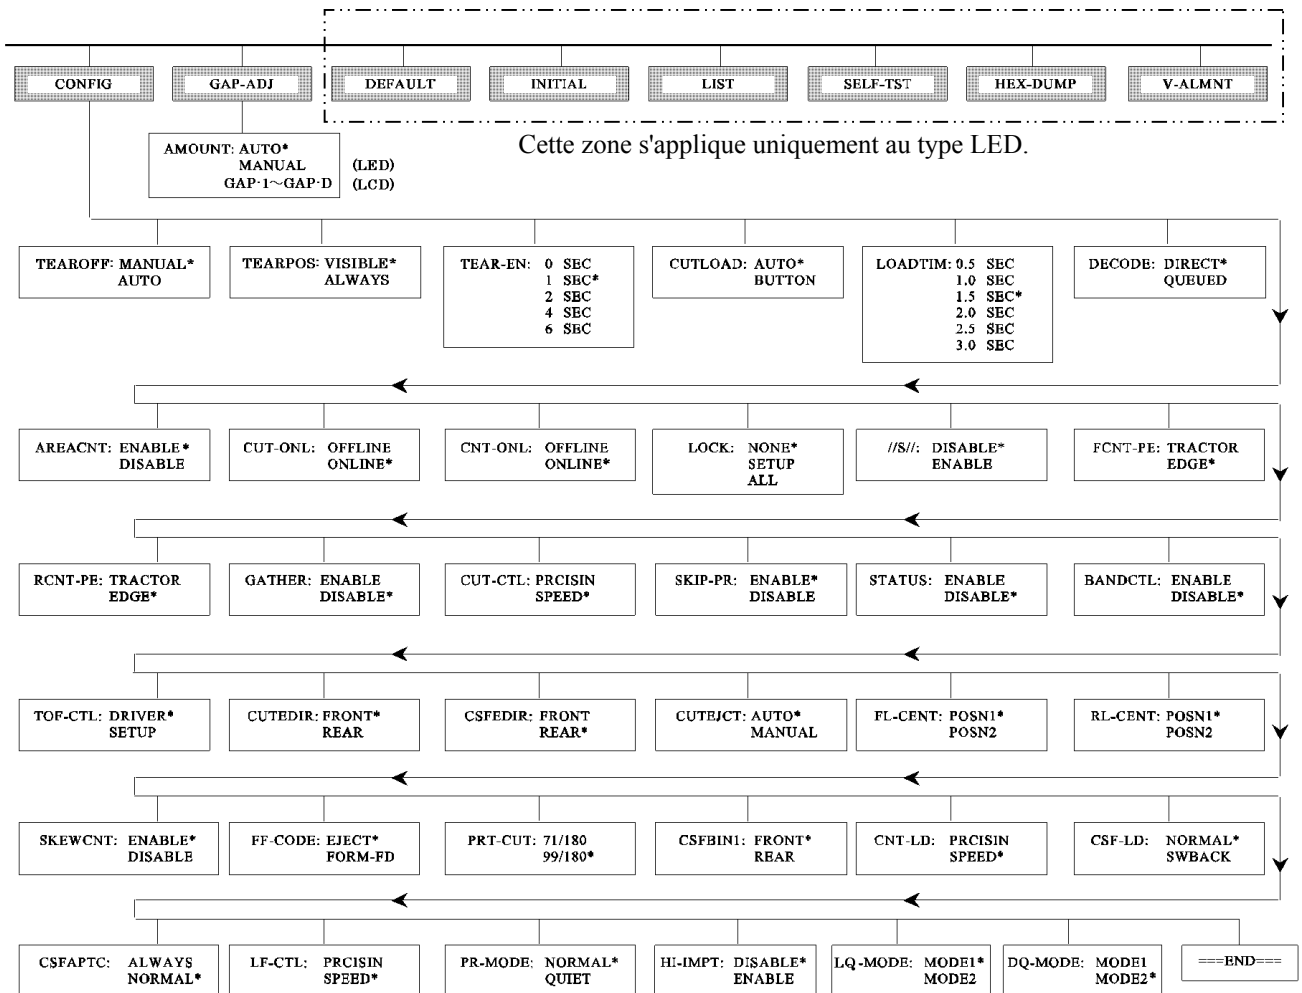 CONFIG GAP-ADJ DEFAULT INITIAL LIST SELF-TST HEX-DUMP V-ALMNT
Cette zone s'applique uniquement au type LED.
AMOUNT: AUTO*
MANUAL (LED)
GAP-1～GAP-D (LCD)
TEAROFF: MANUAL*
AUTO
TEARPOS: VISIBLE*
ALWAYS
TEAR-EN: 0 SEC
1 SEC*
2 SEC
4 SEC
6 SEC
CUTLOAD: AUTO*
BUTTON
LOADTIM: 0.5 SEC
1.0 SEC
1.5 SEC*
2.0 SEC
2.5 SEC
3.0 SEC
DECODE: DIRECT*
QUEUED
AREACNT: ENABLE*
DISABLE
CUT-ONL: OFFLINE
ONLINE*
CNT-ONL: OFFLINE
ONLINE*
LOCK: NONE*
SETUP
ALL
//S//: DISABLE*
ENABLE
FCNT-PE: TRACTOR
EDGE*
RCNT-PE: TRACTOR
EDGE*
GATHER: ENABLE
DISABLE*
CUT-CTL: PRCISIN
SPEED*
SKIP-PR: ENABLE*
DISABLE
STATUS: ENABLE
DISABLE*
BANDCTL: ENABLE
DISABLE*
TOF-CTL: DRIVER*
SETUP
CUTEDIR: FRONT*
REAR
CSFEDIR: FRONT
REAR*
CUTEJCT: AUTO*
MANUAL
FL-CENT: POSN1*
POSN2
RL-CENT: POSN1*
POSN2
SKEWCNT: ENABLE*
DISABLE
FF-CODE: EJECT*
FORM-FD
PRT-CUT: 71/180
99/180*
CSFBIN1: FRONT*
REAR
CNT-LD: PRCISIN
SPEED*
CSF-LD: NORMAL*
SWBACK
CSFAPTC: ALWAYS
NORMAL*
LF-CTL: PRCISIN
SPEED*
PR-MODE: NORMAL*
QUIET
HI-IMPT: DISABLE*
ENABLE
LQ-MODE: MODE1*
MODE2
DQ-MODE: MODE1
MODE2*
===END===